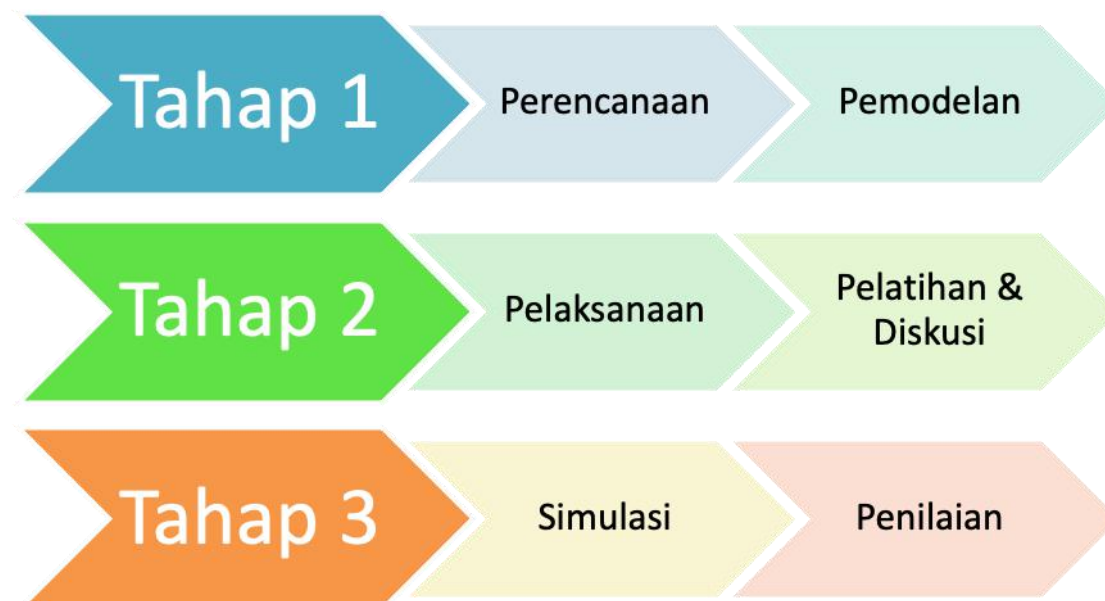 Tahap 1
Perencanaan
Pemodelan
Tahap 2
Pelaksanaan
Pelatihan &
Diskusi
Tahap 3
Simulasi
Penilaian